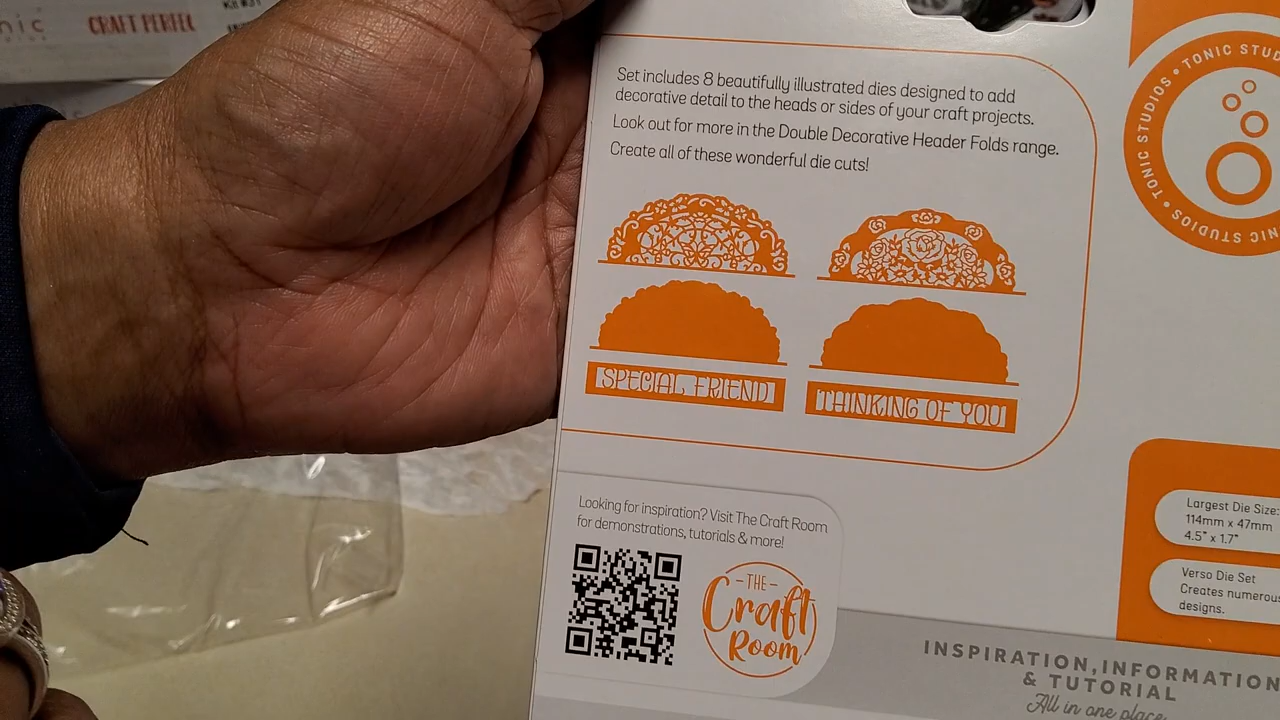 nic
CRAFT PERFECT
Set includes 8 beautifully illustrated dies designed to add
decorative detail to the heads or sides of your craft projects.
Look out for more in the Double Decorative Header Folds range.
Create all of these wonderful die cuts!
SPECIAL FRIEND
THINKING OF YOU
TONIC STUDIOS • TONIC STUD
NIC STUDIOS
Looking for inspiration? Visit The Craft Room
for demonstrations, tutorials & more!
-THE-
Craft
Room
Largest Die Size:
114mm x 47mm
4.5" x 1.7"
Verso Die Set
Creates numerous
designs.
INSPIRATION, INFORMATION
& TUTORIAL
All in one place